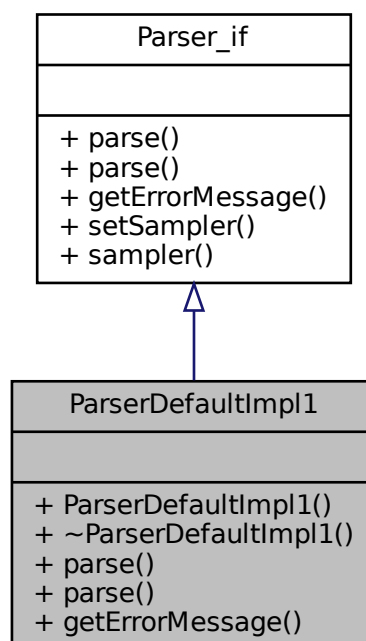 Parser_if
+ parse()
+ parse()
+ getErrorMessage()
+ setSampler()
+ sampler()
ParserDefaultImpl1
+ ParserDefaultImpl1()
+ ~ParserDefaultImpl1()
+ parse()
+ parse()
+ getErrorMessage()